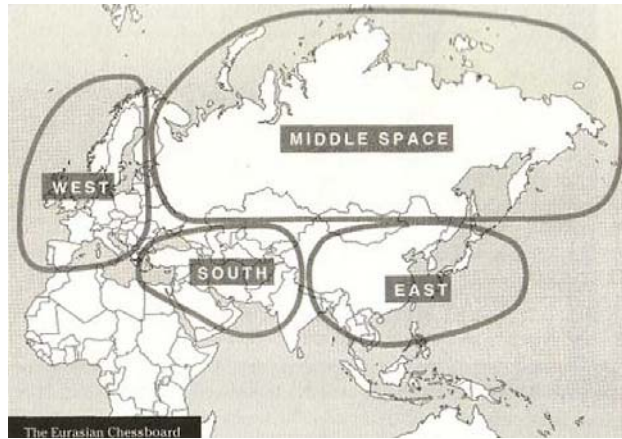 MIDDLE SPACE
WEST
SOUTH
EAST
The Eurasian Chessboard